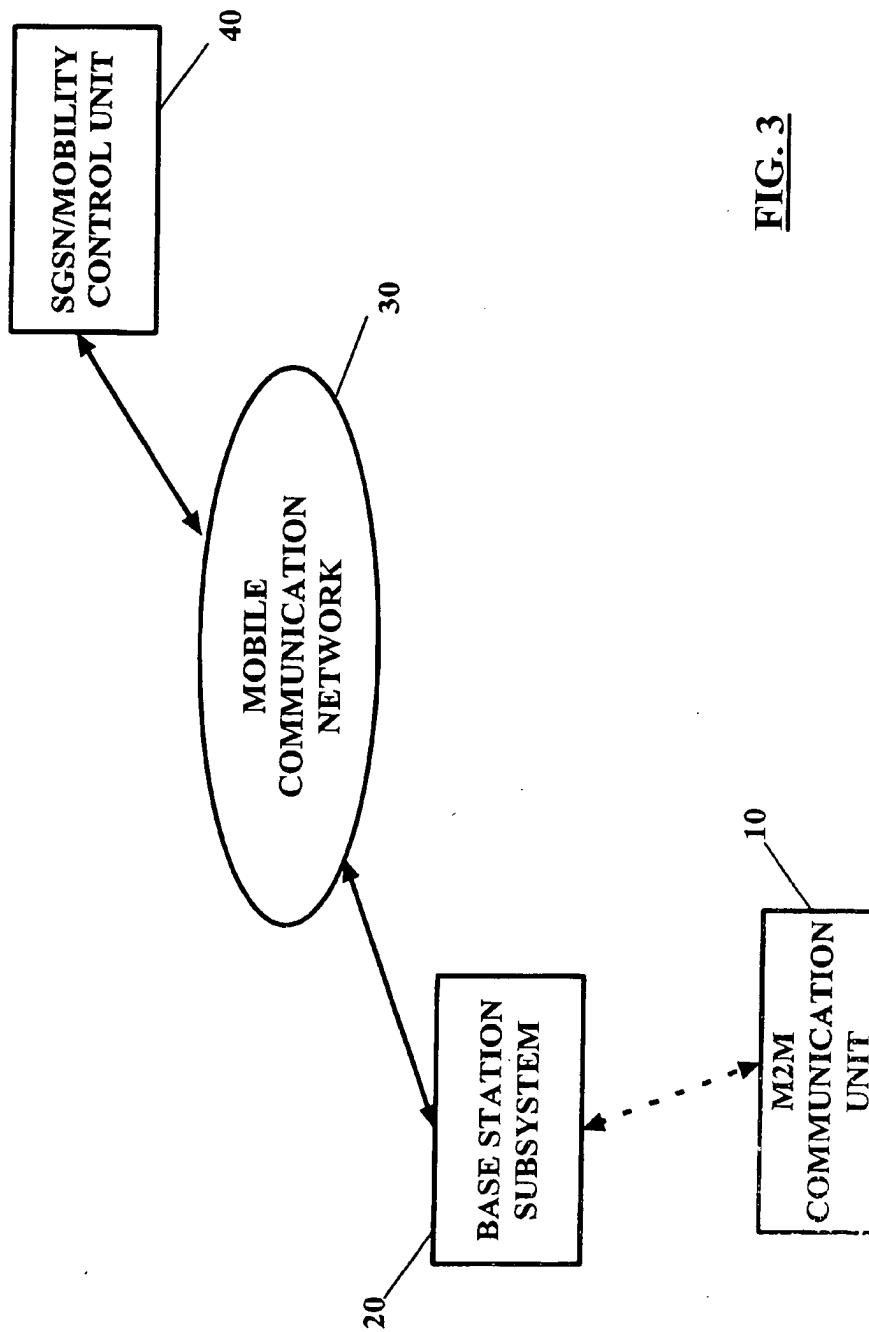 SGSN/MOBILITY
CONTROL UNIT
40
MOBILE
COMMUNICATION
NETWORK
30
BASE STATION
SUBSYSTEM
20
M2M
COMMUNICATION
UNIT
10
FIG. 3